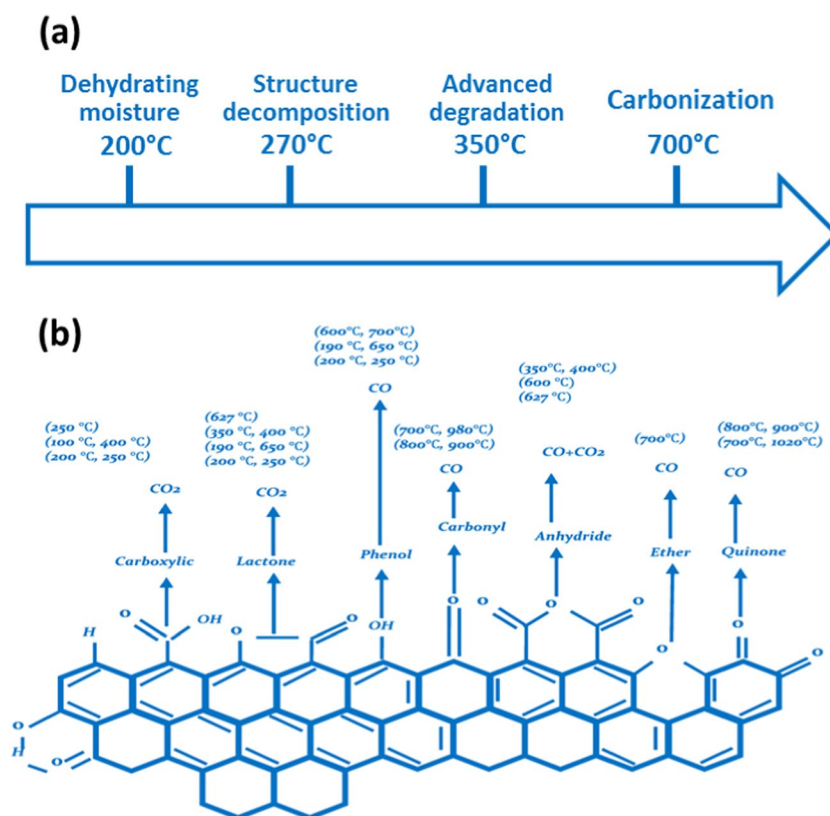 (a)
Dehydrating
moisture
200°C
Structure
decomposition
270°C
Advanced
degradation
350°C
Carbonization
700°C
(b)
(250 °C)
(100 °C, 400 °C)
(200 °C, 250 °C)
CO2
Carboxylic
(627 °C)
(350 °C, 400 °C)
(190 °C, 650 °C)
(200 °C, 250 °C)
CO2
Lactone
(600°C, 700°C)
(190 °C, 650 °C)
(200 °C, 250 °C)
CO
Phenol
(700°C, 980°C)
(800°C, 900°C)
CO
Carbonyl
(350°C, 400°C)
(600 °C)
(627 °C)
CO+CO2
Anhydride
(700°C)
CO
Ether
(800°C, 900°C)
(700°C, 1020°C)
CO
Quinone
H
O
OH
O
O
OH
O
O
O
O
O
O
O
O
H
O